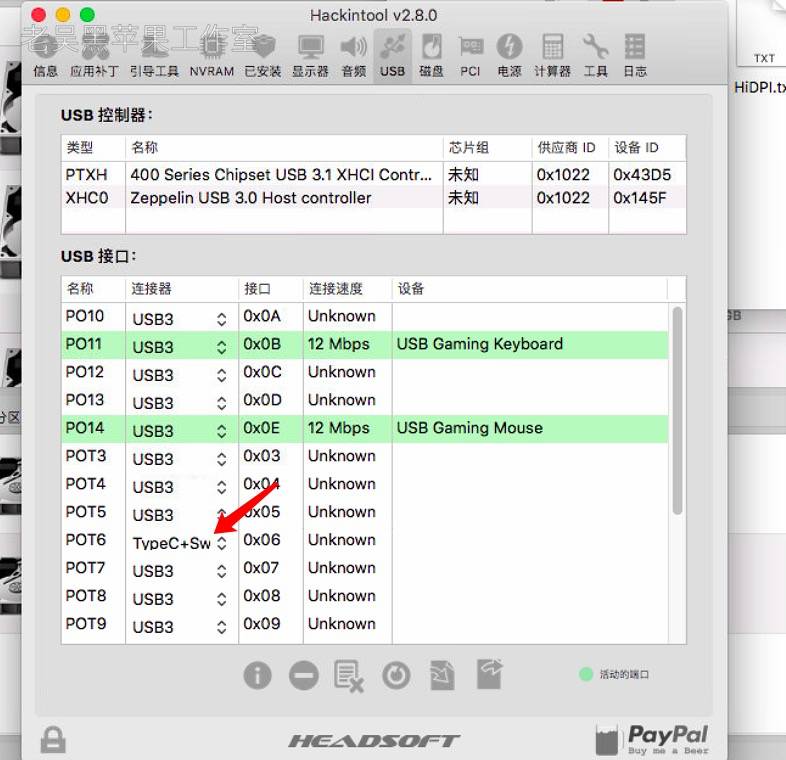 Hackintool v2.8.0
老吴黑苹果工作室
信息 应用补丁 引导工具 NVRAM 已安装 显示器 音频 USB 磁盘 PCI 电源 计算器 工具 日志
TXT
HiDPI.tx
USB 控制器:
类型 名称 芯片组 供应商 ID 设备 ID
PTXH 400 Series Chipset USB 3.1 XHCI Contr... 未知 0x1022 0x43D5
XHC0 Zeppelin USB 3.0 Host controller 未知 0x1022 0x145F
USB 接口:
名称 连接器 接口 连接速度 设备
PO10 USB3 0x0A Unknown
GB
PO11 USB3 0x0B 12 Mbps USB Gaming Keyboard
PO12 USB3 0x0C Unknown
PO13 USB3 0x0D Unknown
分区
PO14 USB3 0x0E 12 Mbps USB Gaming Mouse
POT3 USB3 0x03 Unknown
POT4 USB3 0x04 Unknown
POT5 USB3 0x05 Unknown
POT6 TypeC+Sw 0x06 Unknown
POT7 USB3 0x07 Unknown
POT8 USB3 0x08 Unknown
POT9 USB3 0x09 Unknown
活动的端口
HEADSOFT
PayPal
Buy me a Beer